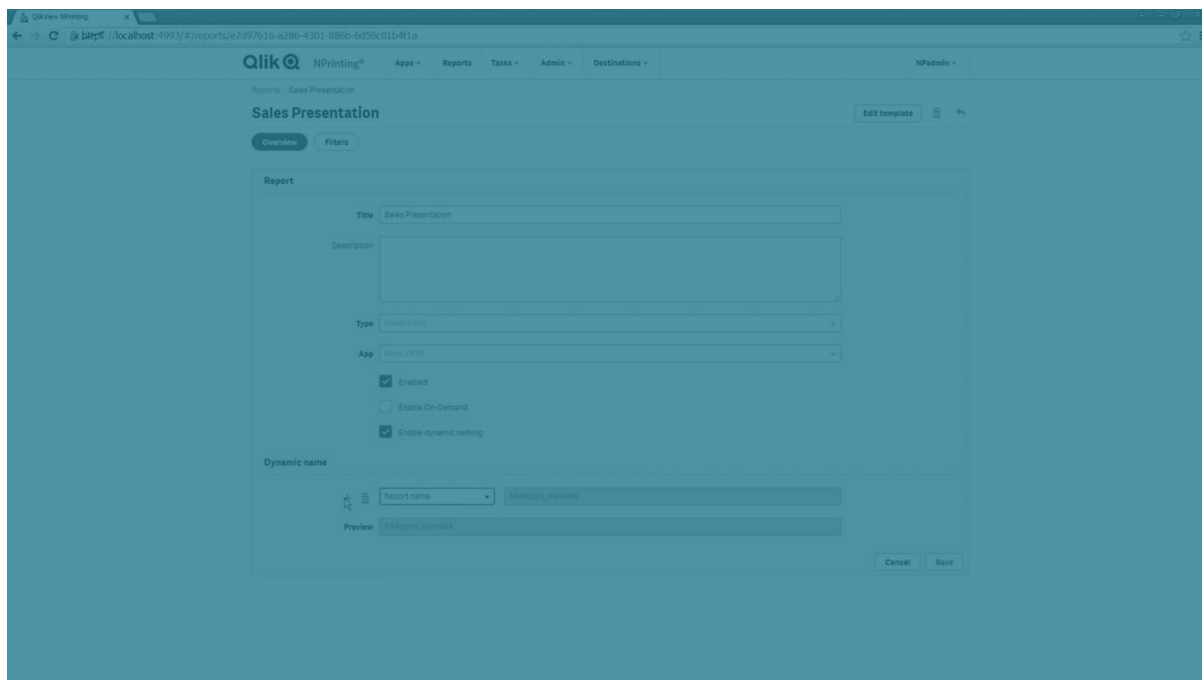 QlikView NPrinting
https://localhost:4993/#/reports/e7d97616-a286-4301-886b-6d56c01b4f1a
Qlik NPrinting® Apps Reports Tasks Admin Destinations NPadmin
Reports / Sales Presentation
Sales Presentation
Edit template
Overview Filters
Report
Title Sales Presentation
Description
Type PowerPoint
App
Enabled
Enable On-Demand
Enable dynamic naming
Dynamic name
Report name %%Report_Name%%
Preview %%Report_Name%%
Cancel Save